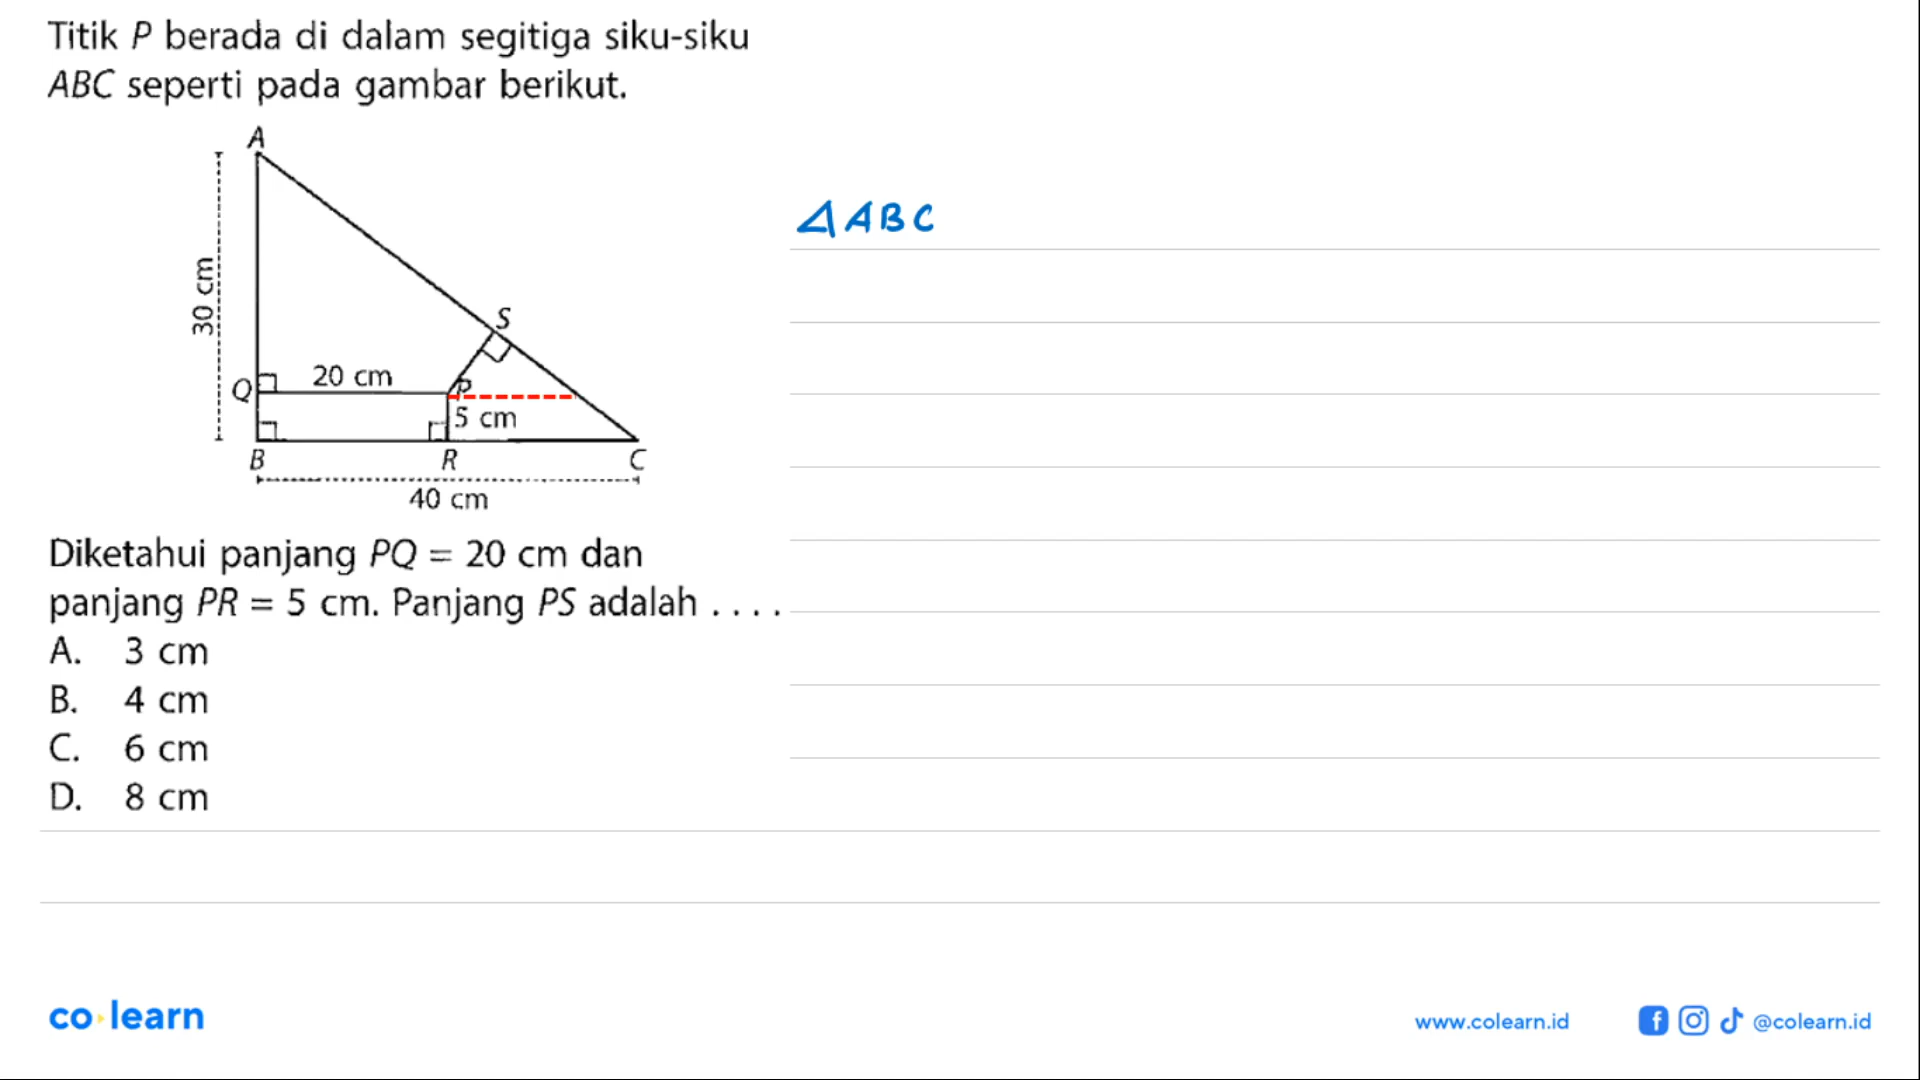 Titik P berada di dalam segitiga siku-siku
ABC seperti pada gambar berikut.
A
30 cm
S
Q
20 cm
P
5 cm
B
R
C
40 cm
△ABC
Diketahui panjang PQ = 20 cm dan
panjang PR = 5 cm. Panjang PS adalah ....
A. 3 cm
B. 4 cm
C. 6 cm
D. 8 cm
co learn
www.colearn.id
@colearn.id